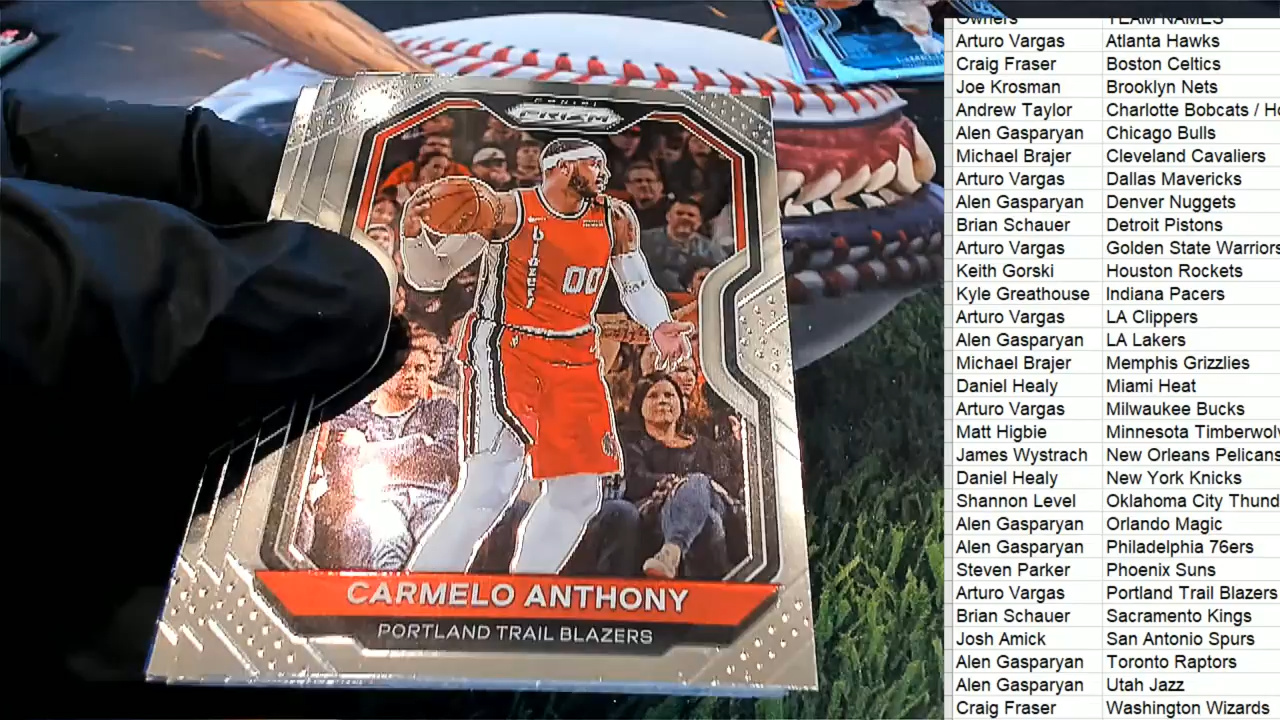 PANINI
PRIZM
blazers
00
CARMELO ANTHONY
PORTLAND TRAIL BLAZERS
Owners TEAM NAMES
Arturo Vargas Atlanta Hawks
Craig Fraser Boston Celtics
Joe Krosman Brooklyn Nets
Andrew Taylor Charlotte Bobcats / Ho
Alen Gasparyan Chicago Bulls
Michael Brajer Cleveland Cavaliers
Arturo Vargas Dallas Mavericks
Alen Gasparyan Denver Nuggets
Brian Schauer Detroit Pistons
Arturo Vargas Golden State Warriors
Keith Gorski Houston Rockets
Kyle Greathouse Indiana Pacers
Arturo Vargas LA Clippers
Alen Gasparyan LA Lakers
Michael Brajer Memphis Grizzlies
Daniel Healy Miami Heat
Arturo Vargas Milwaukee Bucks
Matt Higbie Minnesota Timberwolv
James Wystrach New Orleans Pelicans
Daniel Healy New York Knicks
Shannon Level Oklahoma City Thund
Alen Gasparyan Orlando Magic
Alen Gasparyan Philadelphia 76ers
Steven Parker Phoenix Suns
Arturo Vargas Portland Trail Blazers
Brian Schauer Sacramento Kings
Josh Amick San Antonio Spurs
Alen Gasparyan Toronto Raptors
Alen Gasparyan Utah Jazz
Craig Fraser Washington Wizards